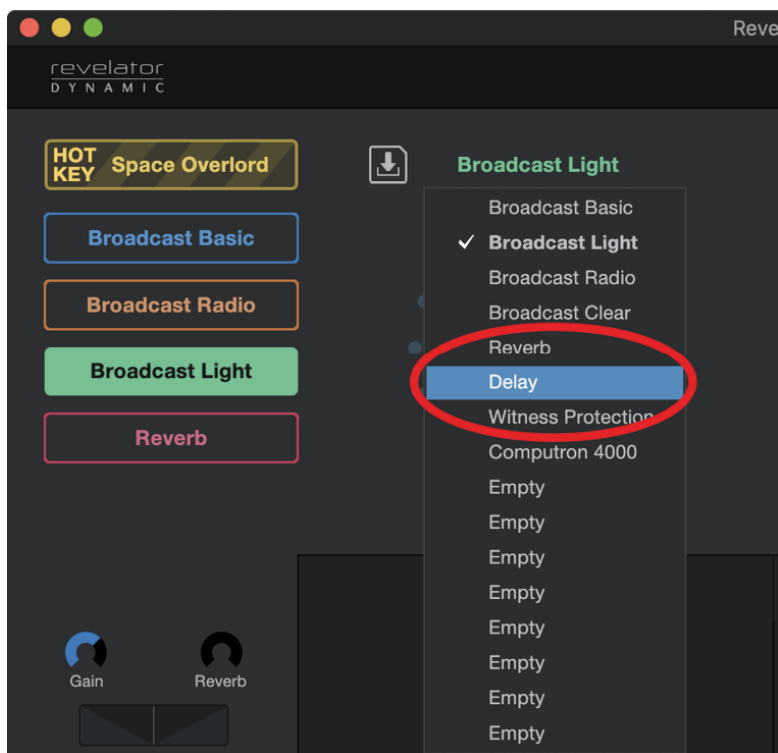 Reve
revelator
DYNAMIC
HOT KEY Space Overlord
Broadcast Light
Broadcast Basic
Broadcast Radio
Broadcast Light
Reverb
Broadcast Basic
✓ Broadcast Light
Broadcast Radio
Broadcast Clear
Reverb
Delay
Witness Protection
Computron 4000
Empty
Empty
Empty
Empty
Empty
Empty
Empty
Empty
Gain
Reverb